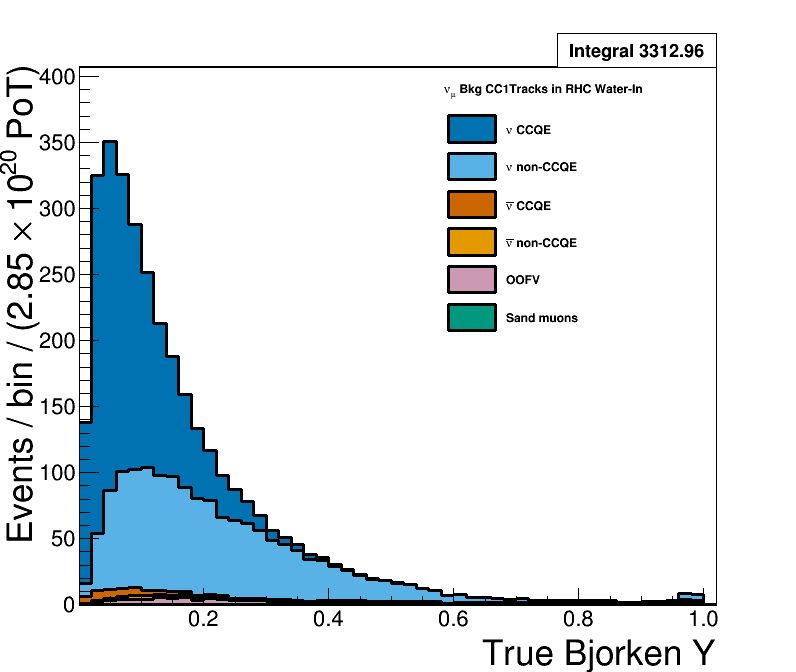 Integral 3312.96
ν_μ Bkg CC1Tracks in RHC Water-In
ν CCQE
ν non-CCQE
ν̅ CCQE
ν̅ non-CCQE
OOFV
Sand muons
Events / bin / (2.85 × 10^20 PoT)
400
350
300
250
200
150
100
50
0
0.2 0.4 0.6 0.8 1.0
True Bjorken Y